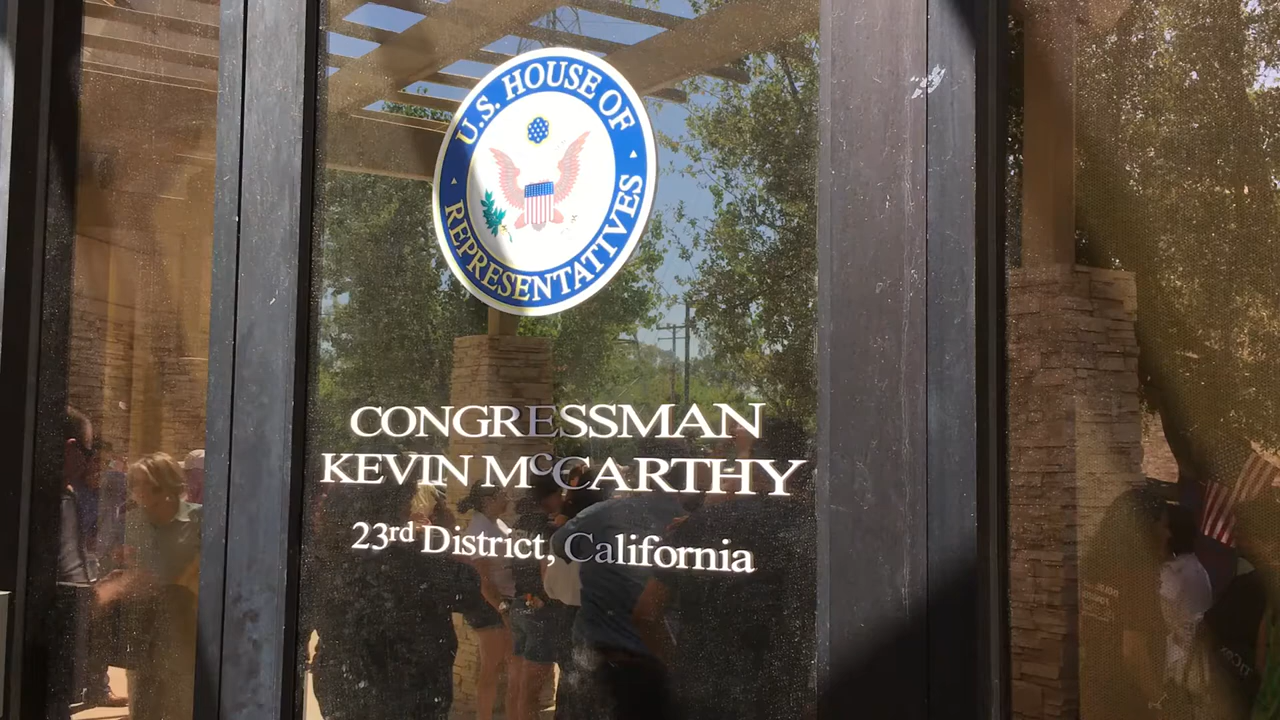 U.S. HOUSE OF
REPRESENTATIVES
CONGRESSMAN
KEVIN McCARTHY
23rd District, California